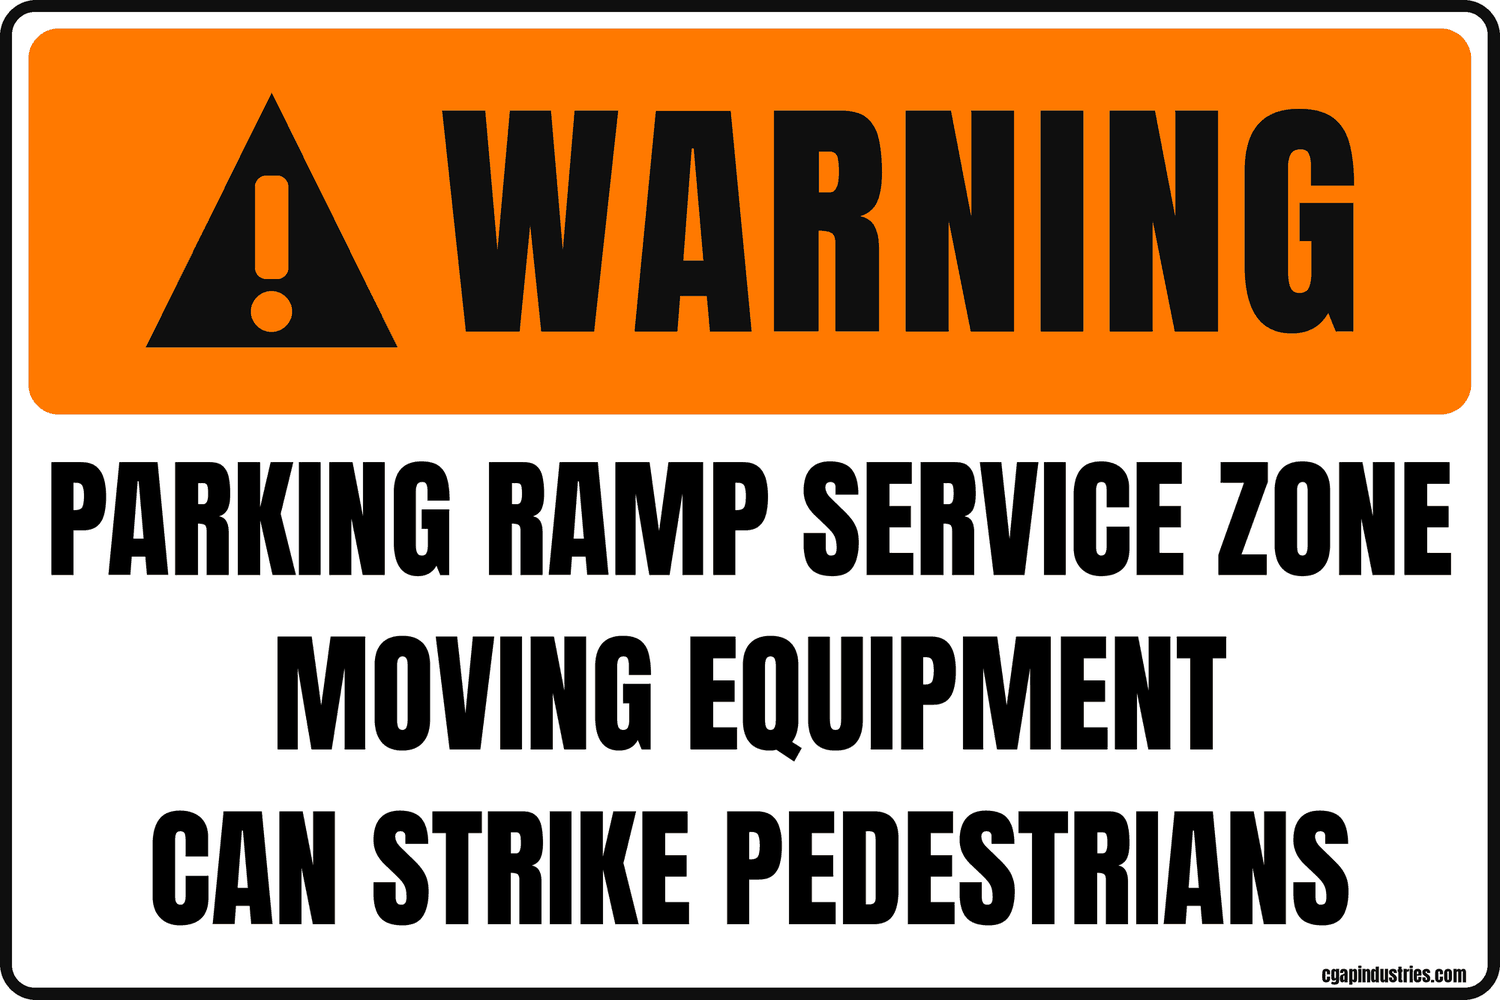 WARNING
PARKING RAMP SERVICE ZONE
MOVING EQUIPMENT
CAN STRIKE PEDESTRIANS
cgapindustries.com